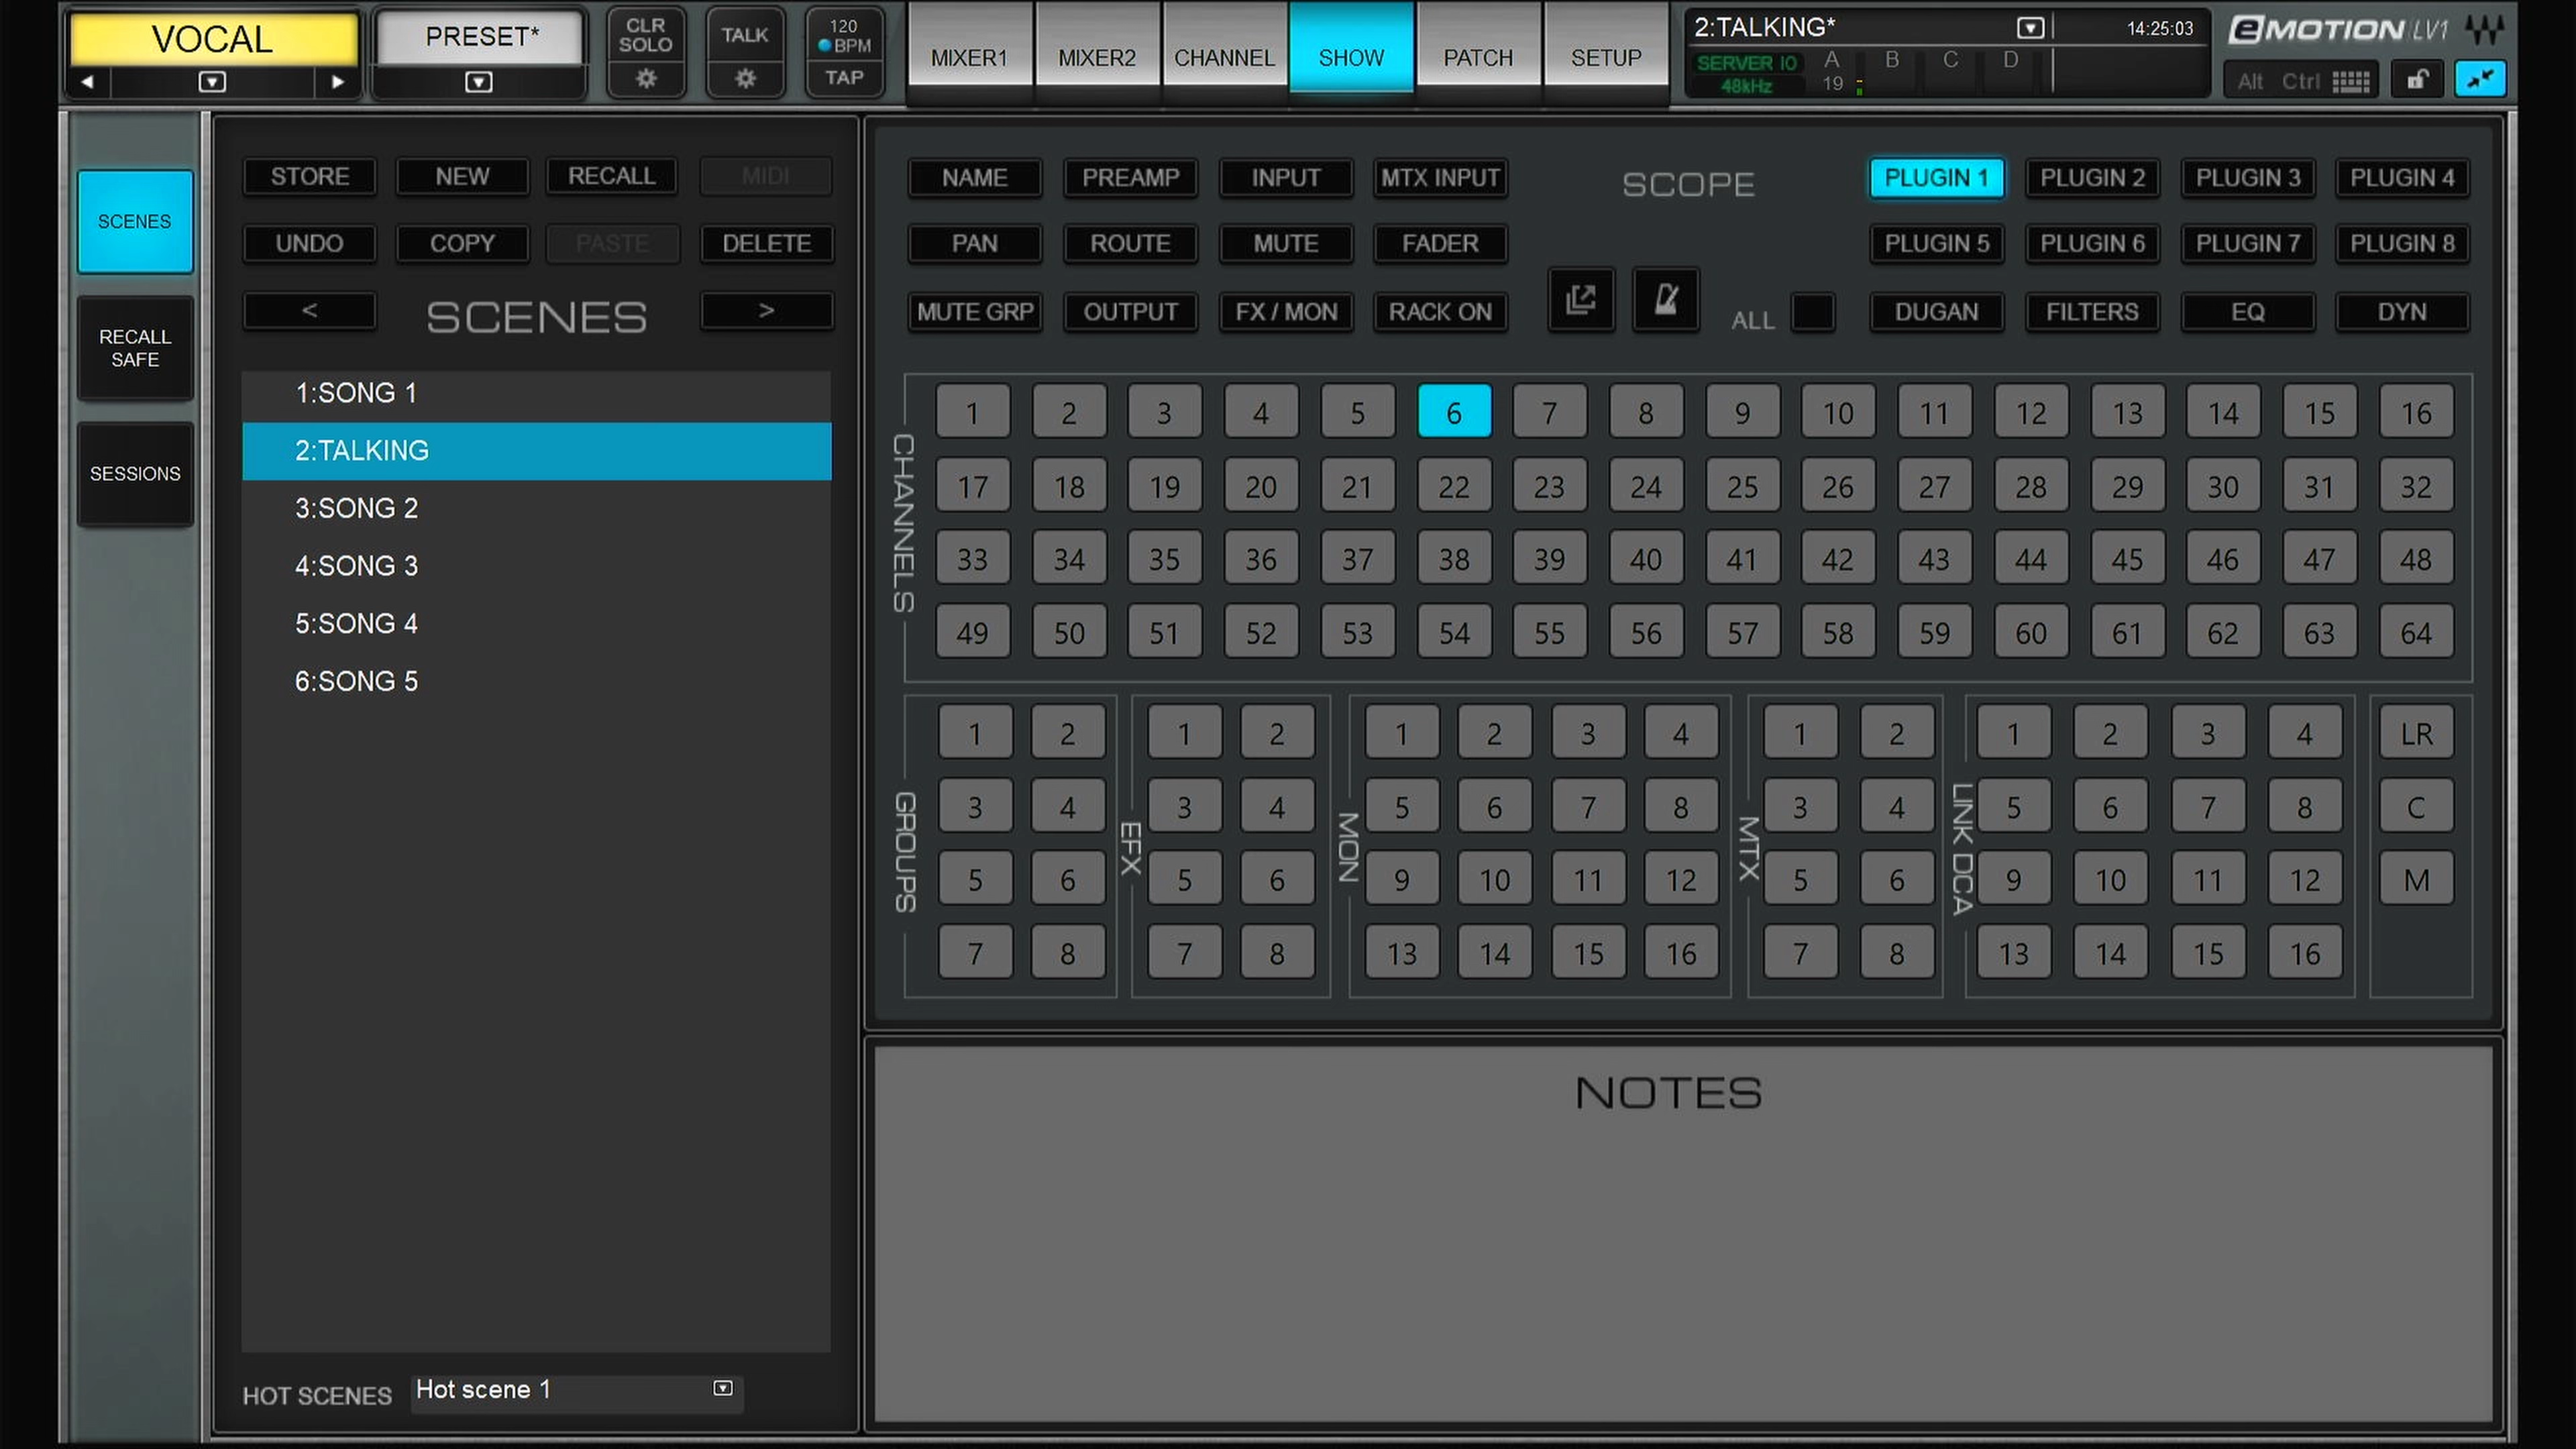 VOCAL
PRESET*
CLR
SOLO
TALK
120
BPM
TAP
MIXER1
MIXER2
CHANNEL
SHOW
PATCH
SETUP
2:TALKING*
14:25:03
SERVER IO
48kHz
A
19
B
C
D
eMOTION LV1
Alt Ctrl
SCENES
RECALL
SAFE
SESSIONS
STORE NEW RECALL MIDI
UNDO COPY PASTE DELETE
< SCENES >
1:SONG 1
2:TALKING
3:SONG 2
4:SONG 3
5:SONG 4
6:SONG 5
HOT SCENES Hot scene 1
NAME PREAMP INPUT MTX INPUT
PAN ROUTE MUTE FADER
MUTE GRP OUTPUT FX / MON RACK ON
SCOPE
ALL
PLUGIN 1 PLUGIN 2 PLUGIN 3 PLUGIN 4
PLUGIN 5 PLUGIN 6 PLUGIN 7 PLUGIN 8
DUGAN FILTERS EQ DYN
CHANNELS
1 2 3 4 5 6 7 8 9 10 11 12 13 14 15 16
17 18 19 20 21 22 23 24 25 26 27 28 29 30 31 32
33 34 35 36 37 38 39 40 41 42 43 44 45 46 47 48
49 50 51 52 53 54 55 56 57 58 59 60 61 62 63 64
GROUPS
1 2
3 4
5 6
7 8
EFX
1 2
3 4
5 6
7 8
MON
1 2 3 4
5 6 7 8
9 10 11 12
13 14 15 16
MTX
1 2
3 4
5 6
7 8
LINK DCA
1 2 3 4
5 6 7 8
9 10 11 12
13 14 15 16
LR
C
M
NOTES